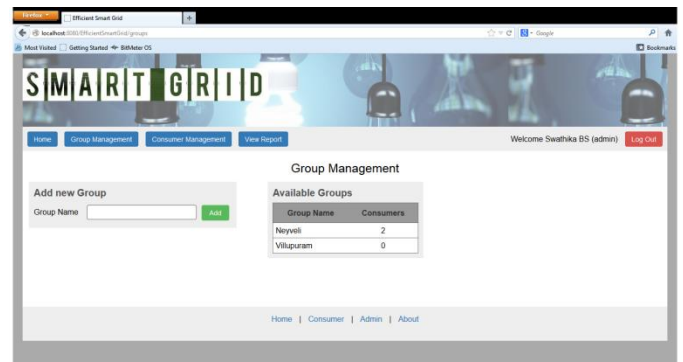 Firefox
Efficient Smart Grid
localhost:8080/EfficientSmartGrid/groups
Google
Most Visited Getting Started BitMeter OS
Bookmarks
SMART GRID
Home Group Management Consumer Management View Report Welcome Swathika BS (admin) Log Out
Group Management
Add new Group
Group Name Add
Available Groups
Group Name Consumers
Neyveli 2
Villupuram 0
Home | Consumer | Admin | About